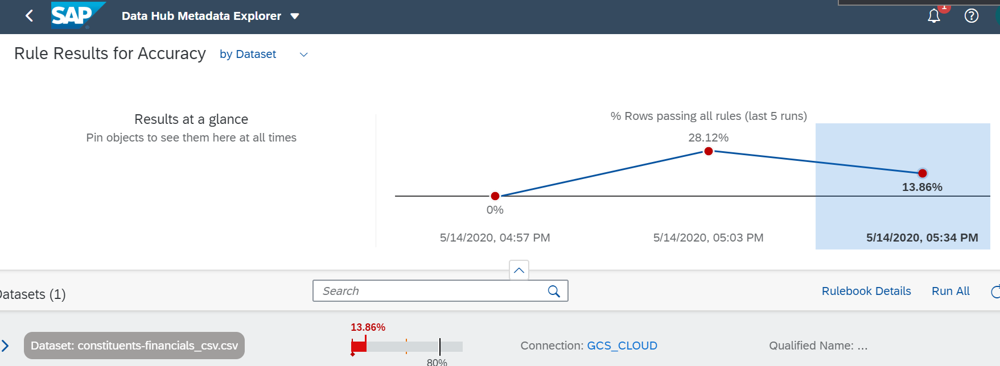 SAP
Data Hub Metadata Explorer
1
Rule Results for Accuracy by Dataset
Results at a glance
Pin objects to see them here at all times
% Rows passing all rules (last 5 runs)
28.12%
13.86%
0%
5/14/2020, 04:57 PM
5/14/2020, 05:03 PM
5/14/2020, 05:34 PM
Datasets (1)
Search
Rulebook Details
Run All
Dataset: constituents-financials_csv.csv
13.86%
80%
Connection: GCS_CLOUD
Qualified Name: ...